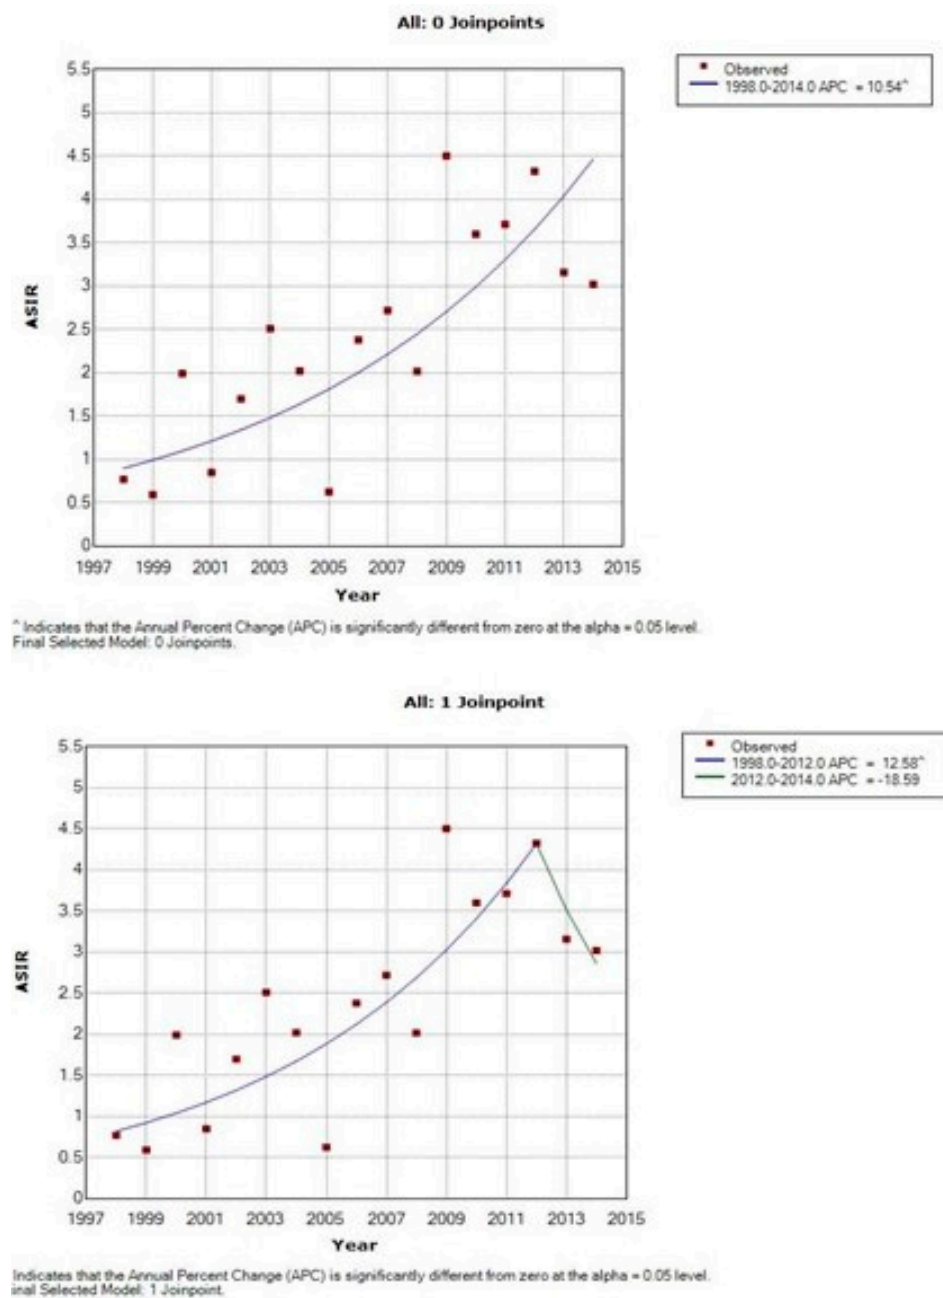 All: 0 Joinpoints
Observed
1998.0-2014.0 APC = 10.54^
5.5
5
4.5
4
3.5
3
2.5
2
1.5
1
0.5
0
ASIR
1997 1999 2001 2003 2005 2007 2009 2011 2013 2015
Year
^ Indicates that the Annual Percent Change (APC) is significantly different from zero at the alpha = 0.05 level.
Final Selected Model: 0 Joinpoints.
All: 1 Joinpoint
Observed
1998.0-2012.0 APC = 12.58^
2012.0-2014.0 APC = -18.59
5.5
5
4.5
4
3.5
3
2.5
2
1.5
1
0.5
0
ASIR
1997 1999 2001 2003 2005 2007 2009 2011 2013 2015
Year
Indicates that the Annual Percent Change (APC) is significantly different from zero at the alpha = 0.05 level.
inal Selected Model: 1 Joinpoint.